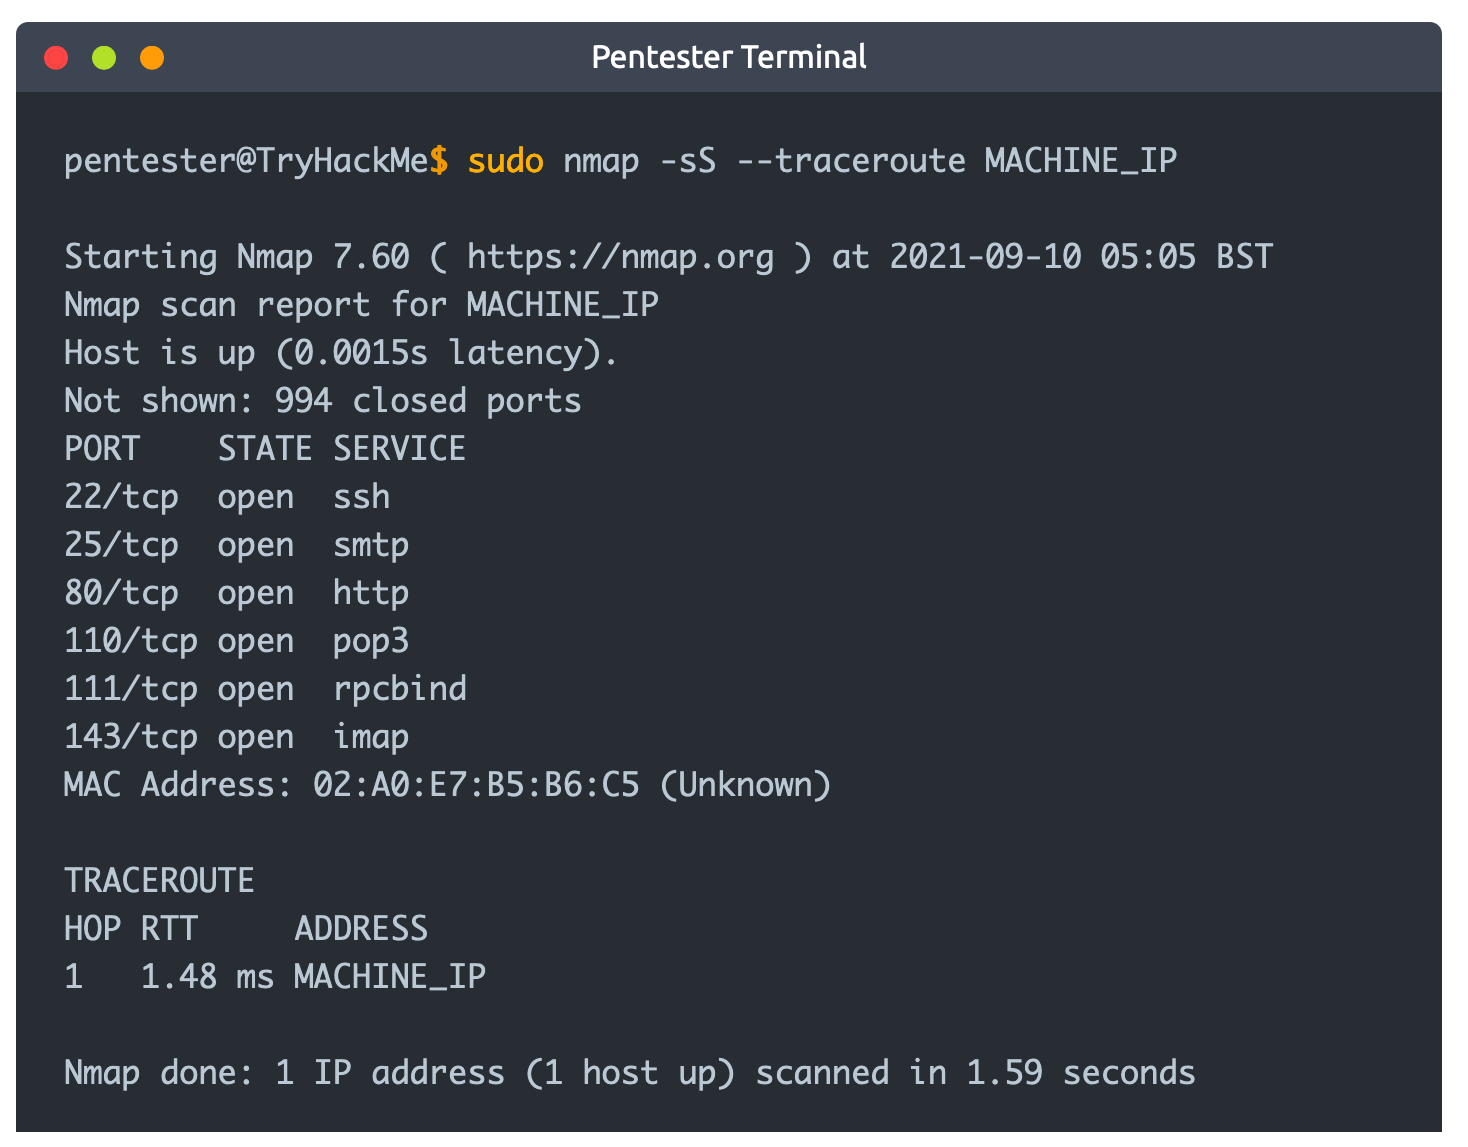 Pentester Terminal
pentester@TryHackMe$ sudo nmap -sS --traceroute MACHINE_IP
Starting Nmap 7.60 ( https://nmap.org ) at 2021-09-10 05:05 BST
Nmap scan report for MACHINE_IP
Host is up (0.0015s latency).
Not shown: 994 closed ports
PORT    STATE SERVICE
22/tcp  open  ssh
25/tcp  open  smtp
80/tcp  open  http
110/tcp open  pop3
111/tcp open  rpcbind
143/tcp open  imap
MAC Address: 02:A0:E7:B5:B6:C5 (Unknown)
TRACEROUTE
HOP RTT     ADDRESS
1   1.48 ms MACHINE_IP
Nmap done: 1 IP address (1 host up) scanned in 1.59 seconds